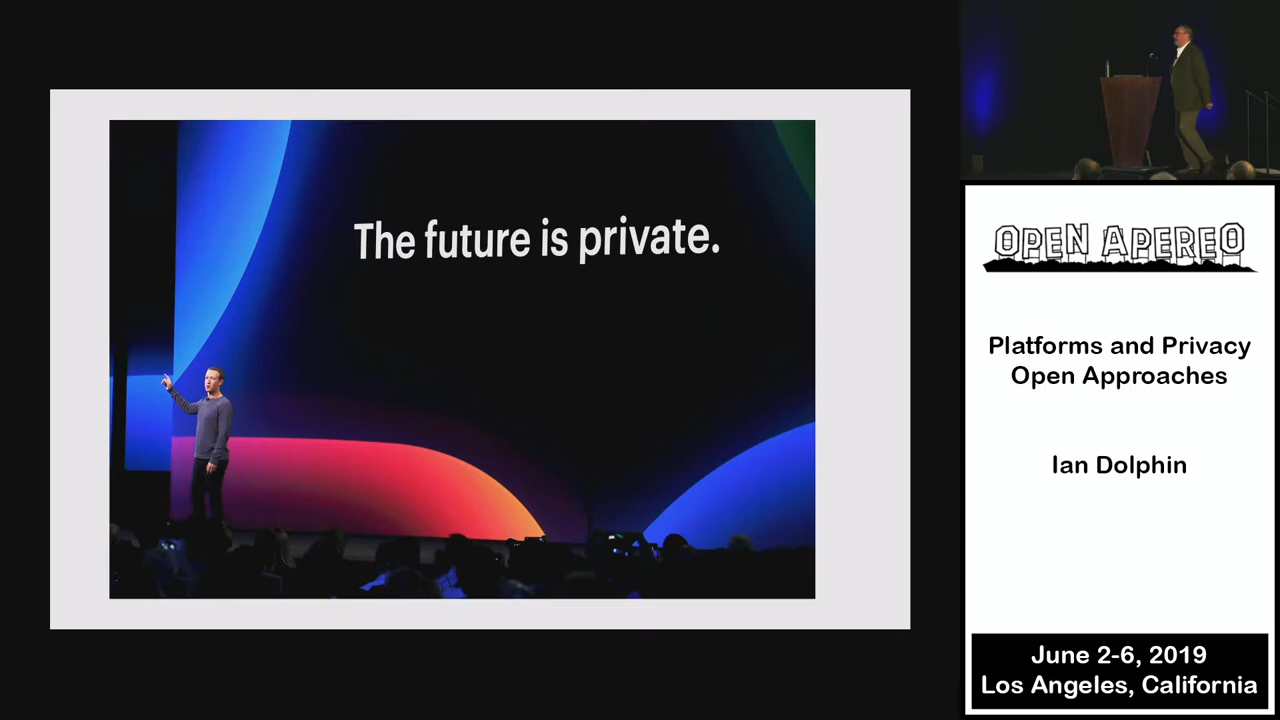 The future is private.
OPEN APEREO
Platforms and Privacy
Open Approaches
Ian Dolphin
June 2-6, 2019
Los Angeles, California